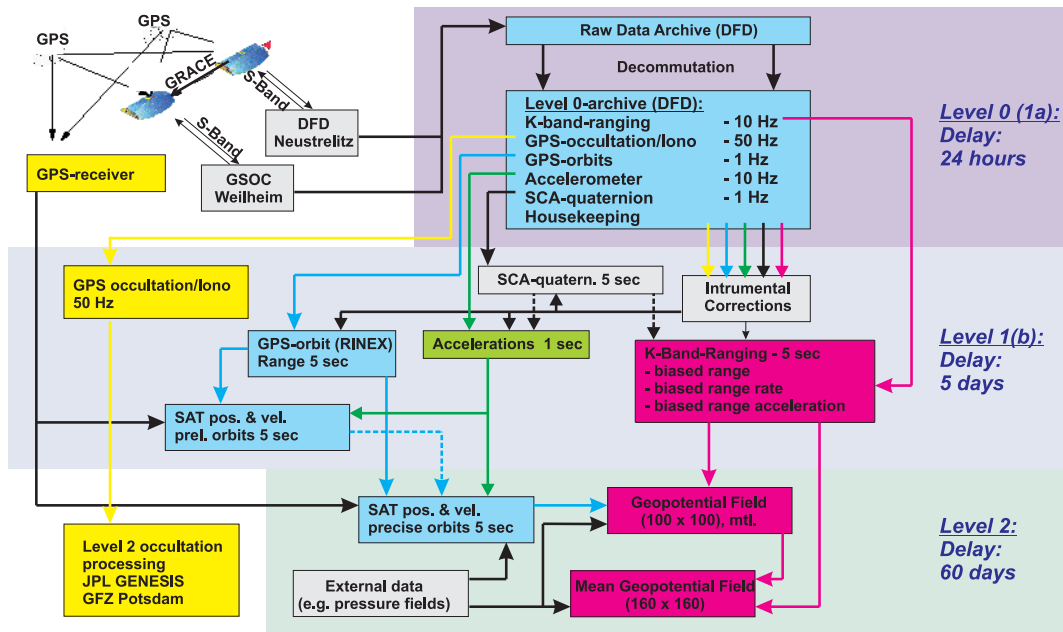 GPS
GPS
GRACE
S-Band
S-Band
DFD
Neustrelitz
GSOC
Weilheim
GPS-receiver
Raw Data Archive (DFD)
Decommutation
Level 0-archive (DFD):
K-band-ranging - 10 Hz
GPS-occultation/Iono - 50 Hz
GPS-orbits - 1 Hz
Accelerometer - 10 Hz
SCA-quaternion - 1 Hz
Housekeeping
Level 0 (1a):
Delay:
24 hours
GPS occultation/Iono
50 Hz
SCA-quatern. 5 sec
Intrumental
Corrections
GPS-orbit (RINEX)
Range 5 sec
Accelerations 1 sec
K-Band-Ranging - 5 sec
- biased range
- biased range rate
- biased range acceleration
Level 1(b):
Delay:
5 days
SAT pos. & vel.
prel. orbits 5 sec
SAT pos. & vel.
precise orbits 5 sec
Geopotential Field
(100 x 100), mtl.
Level 2:
Delay:
60 days
Level 2 occultation
processing
JPL GENESIS
GFZ Potsdam
External data
(e.g. pressure fields)
Mean Geopotential Field
(160 x 160)